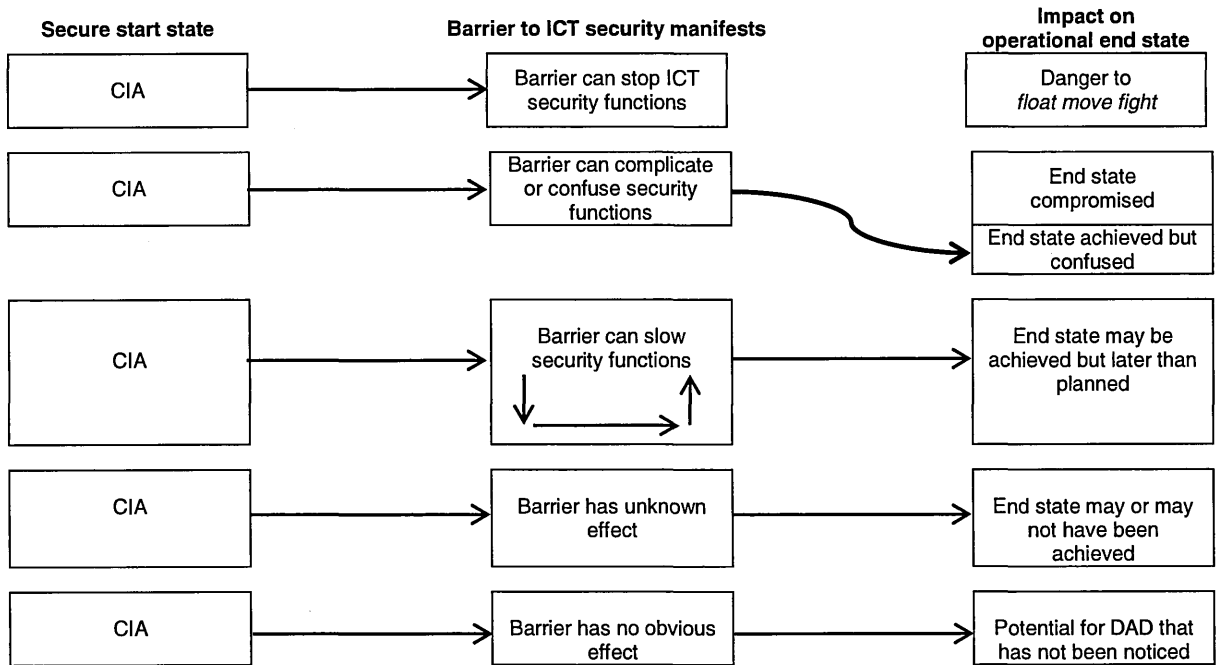 Secure start state
Barrier to ICT security manifests
Impact on
operational end state
CIA
Barrier can stop ICT
security functions
Danger to
float move fight
CIA
Barrier can complicate
or confuse security
functions
End state
compromised
End state achieved but
confused
CIA
Barrier can slow
security functions
End state may be
achieved but later than
planned
CIA
Barrier has unknown
effect
End state may or may
not have been
achieved
CIA
Barrier has no obvious
effect
Potential for DAD that
has not been noticed